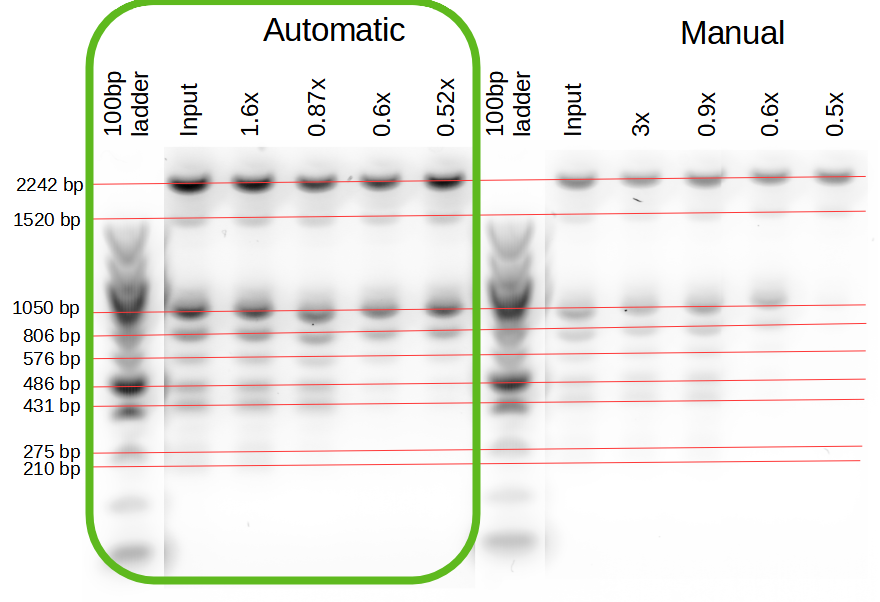 Automatic
Manual
100bp
ladder
Input
1.6x
0.87x
0.6x
0.52x
100bp
ladder
Input
3x
0.9x
0.6x
0.5x
2242 bp
1520 bp
1050 bp
806 bp
576 bp
486 bp
431 bp
275 bp
210 bp